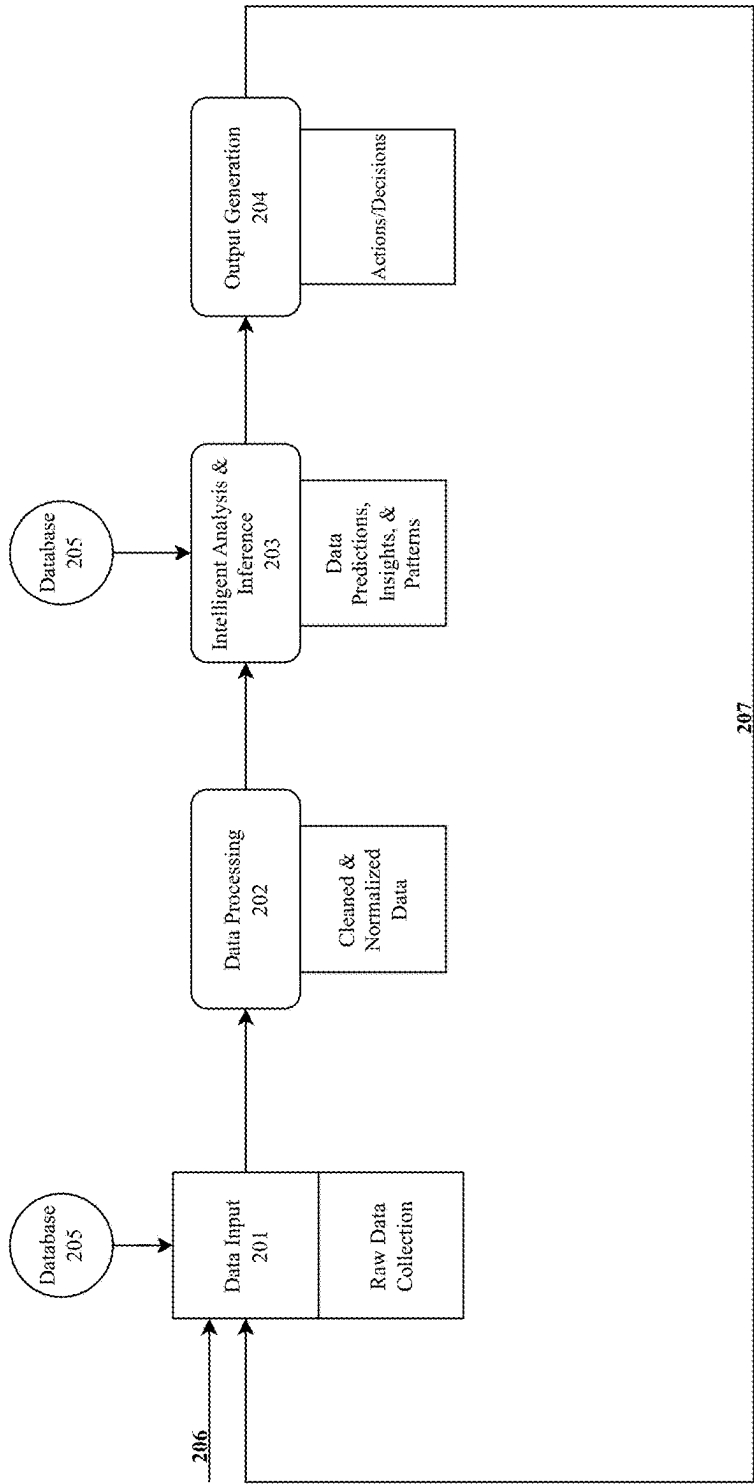 Database
205
Database
205
206
Data Input
201
Raw Data
Collection
Data Processing
202
Cleaned &
Normalized
Data
Intelligent Analysis &
Inference
203
Data
Predictions,
Insights, &
Patterns
Output Generation
204
Actions/Decisions
207